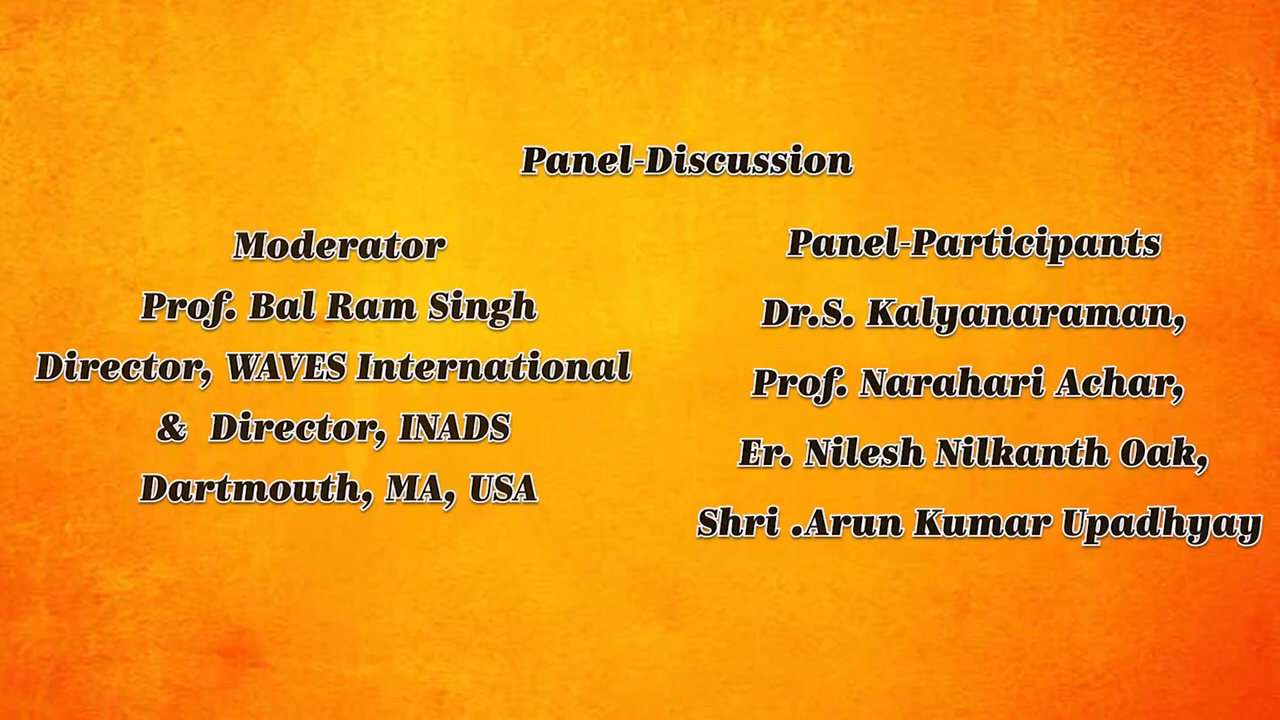 Panel-Discussion
Moderator
Prof. Bal Ram Singh
Director, WAVES International
& Director, INADS
Dartmouth, MA, USA
Panel-Participants
Dr.S. Kalyanaraman,
Prof. Narahari Achar,
Er. Nilesh Nilkanth Oak,
Shri .Arun Kumar Upadhyay